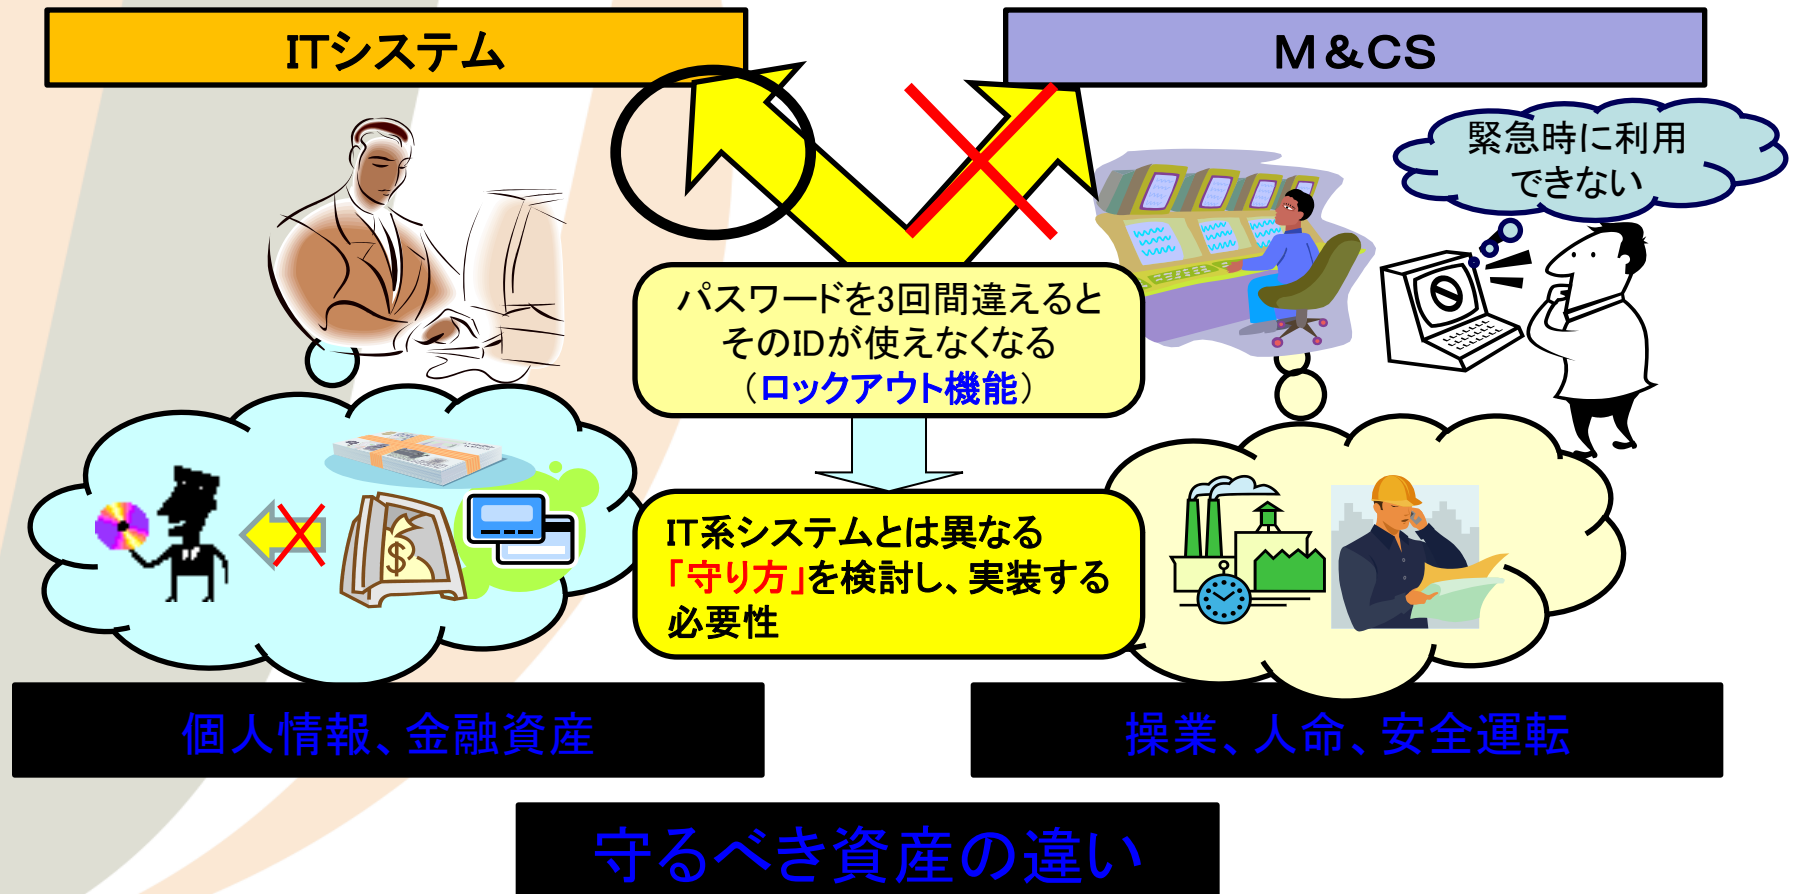 ITシステム
M&CS
緊急時に利用
できない
パスワードを3回間違えると
そのIDが使えなくなる
（ロックアウト機能）
IT系システムとは異なる
「守り方」を検討し、実装する
必要性
個人情報、金融資産
操業、人命、安全運転
守るべき資産の違い